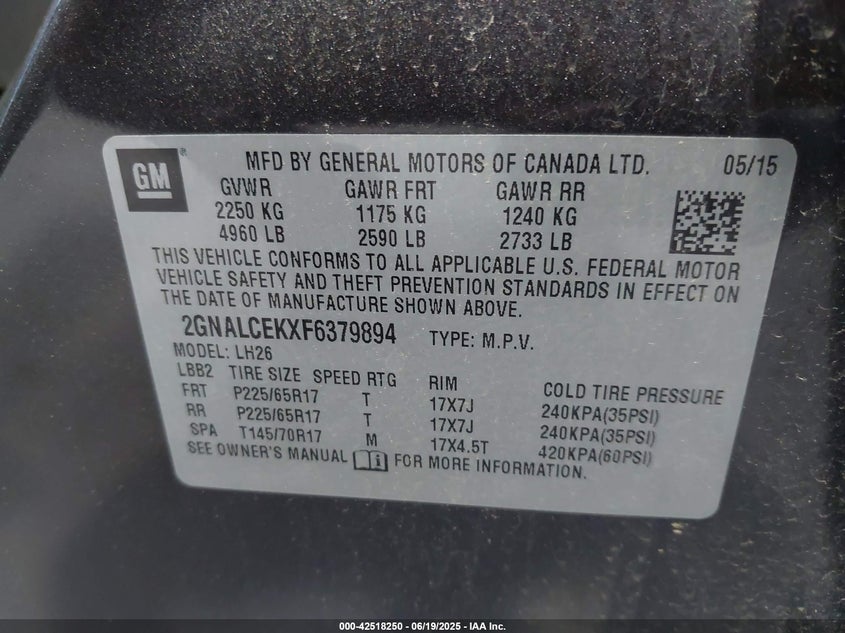 GM ® MFD BY GENERAL MOTORS OF CANADA LTD. 05/15
GVWR GAWR FRT GAWR RR
2250 KG 1175 KG 1240 KG
4960 LB 2590 LB 2733 LB
THIS VEHICLE CONFORMS TO ALL APPLICABLE U.S. FEDERAL MOTOR
VEHICLE SAFETY AND THEFT PREVENTION STANDARDS IN EFFECT ON
THE DATE OF MANUFACTURE SHOWN ABOVE.
2GNALCEKXF6379894 TYPE: M.P.V.
MODEL: LH26
LBB2 TIRE SIZE SPEED RTG RIM COLD TIRE PRESSURE
FRT P225/65R17 T 17X7J 240KPA(35PSI)
RR P225/65R17 T 17X7J 240KPA(35PSI)
SPA T145/70R17 M 17X4.5T 420KPA(60PSI)
SEE OWNER'S MANUAL FOR MORE INFORMATION.
000-42518250 - 06/19/2025 - IAA Inc.